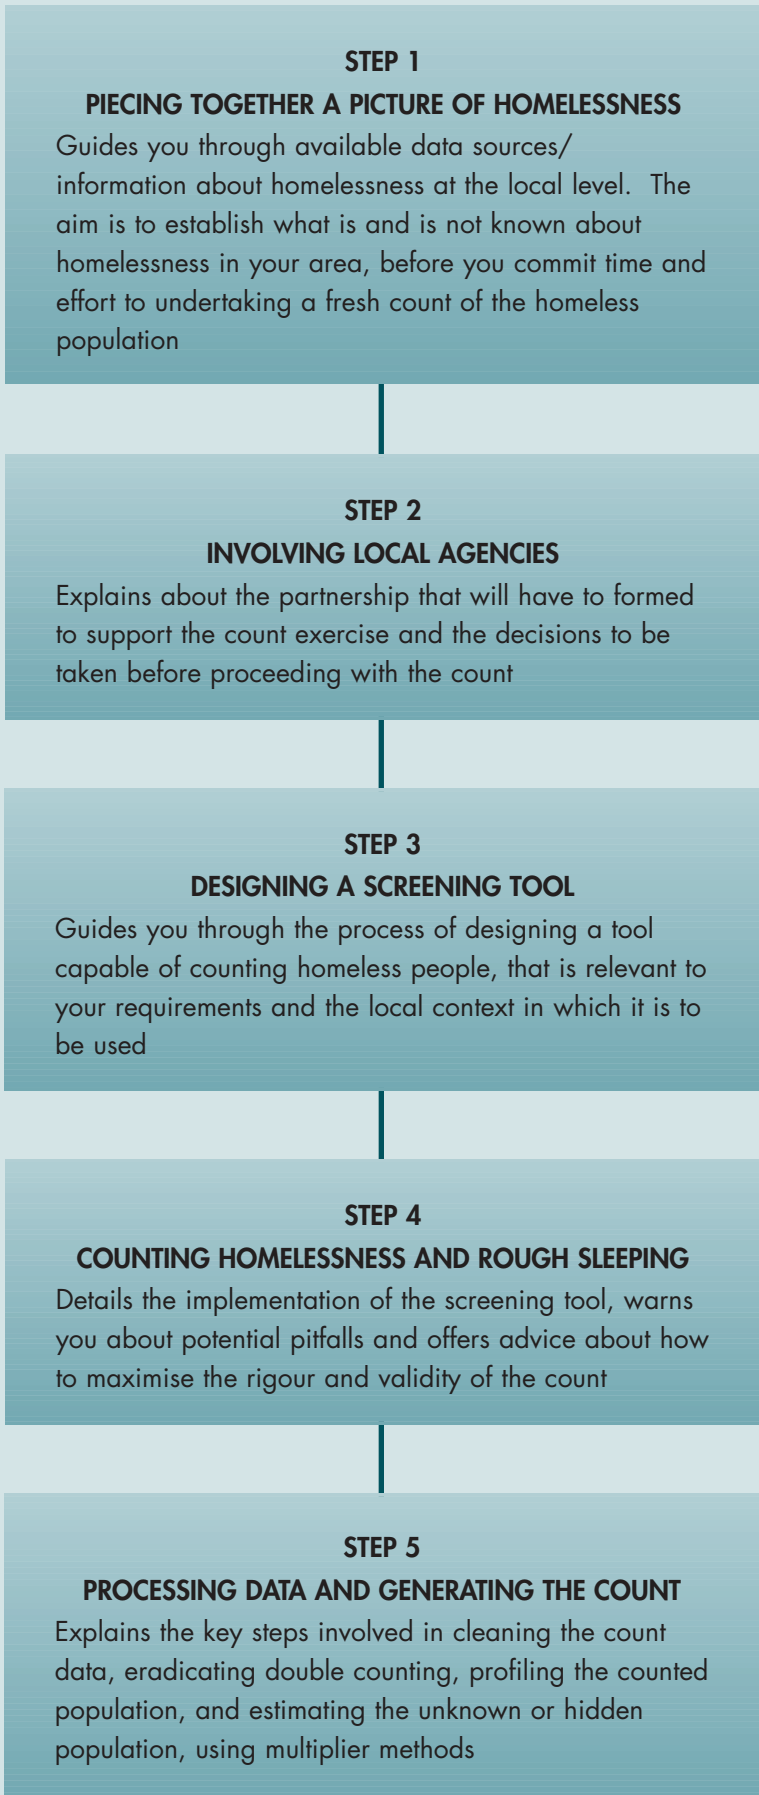 STEP 1
PIECING TOGETHER A PICTURE OF HOMELESSNESS
Guides you through available data sources/
information about homelessness at the local level.  The
aim is to establish what is and is not known about
homelessness in your area, before you commit time and
effort to undertaking a fresh count of the homeless
population
STEP 2
INVOLVING LOCAL AGENCIES
Explains about the partnership that will have to formed
to support the count exercise and the decisions to be
taken before proceeding with the count
STEP 3
DESIGNING A SCREENING TOOL
Guides you through the process of designing a tool
capable of counting homeless people, that is relevant to
your requirements and the local context in which it is to
be used
STEP 4
COUNTING HOMELESSNESS AND ROUGH SLEEPING
Details the implementation of the screening tool, warns
you about potential pitfalls and offers advice about how
to maximise the rigour and validity of the count
STEP 5
PROCESSING DATA AND GENERATING THE COUNT
Explains the key steps involved in cleaning the count
data, eradicating double counting, profiling the counted
population, and estimating the unknown or hidden
population, using multiplier methods